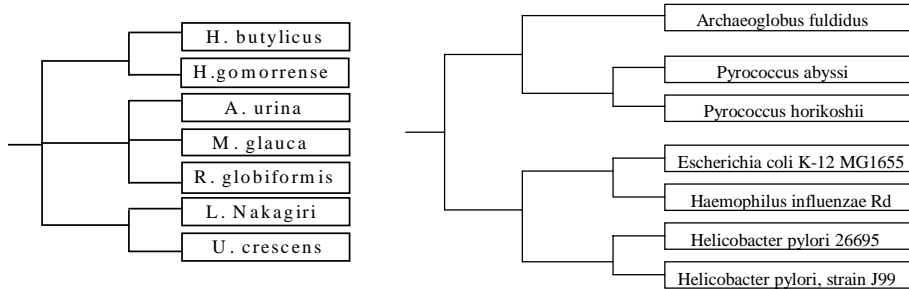 H. butylicus
H.gomorrense
A. urina
M. glauca
R. globiformis
L. Nakagiri
U. crescens
Archaeoglobus fuldidus
Pyrococcus abyssi
Pyrococcus horikoshii
Escherichia coli K-12 MG1655
Haemophilus influenzae Rd
Helicobacter pylori 26695
Helicobacter pylori, strain J99